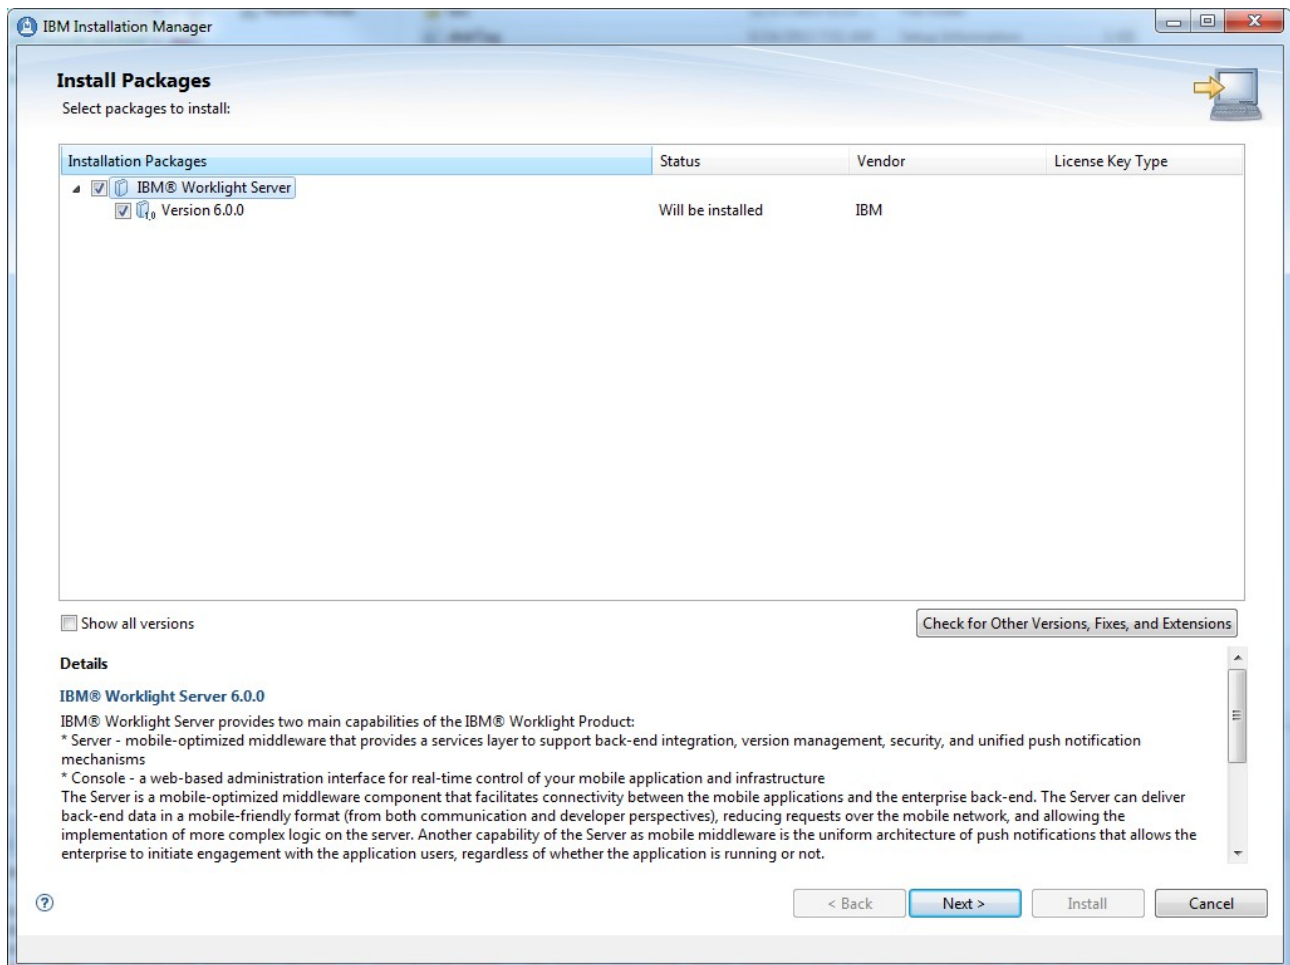 IBM Installation Manager
Install Packages
Select packages to install:
Installation Packages Status Vendor License Key Type
IBM® Worklight Server
Version 6.0.0 Will be installed IBM
Show all versions Check for Other Versions, Fixes, and Extensions
Details
IBM® Worklight Server 6.0.0
IBM® Worklight Server provides two main capabilities of the IBM® Worklight Product:
* Server - mobile-optimized middleware that provides a services layer to support back-end integration, version management, security, and unified push notification
mechanisms
* Console - a web-based administration interface for real-time control of your mobile application and infrastructure
The Server is a mobile-optimized middleware component that facilitates connectivity between the mobile applications and the enterprise back-end. The Server can deliver
back-end data in a mobile-friendly format (from both communication and developer perspectives), reducing requests over the mobile network, and allowing the
implementation of more complex logic on the server. Another capability of the Server as mobile middleware is the uniform architecture of push notifications that allows the
enterprise to initiate engagement with the application users, regardless of whether the application is running or not.
? < Back Next > Install Cancel